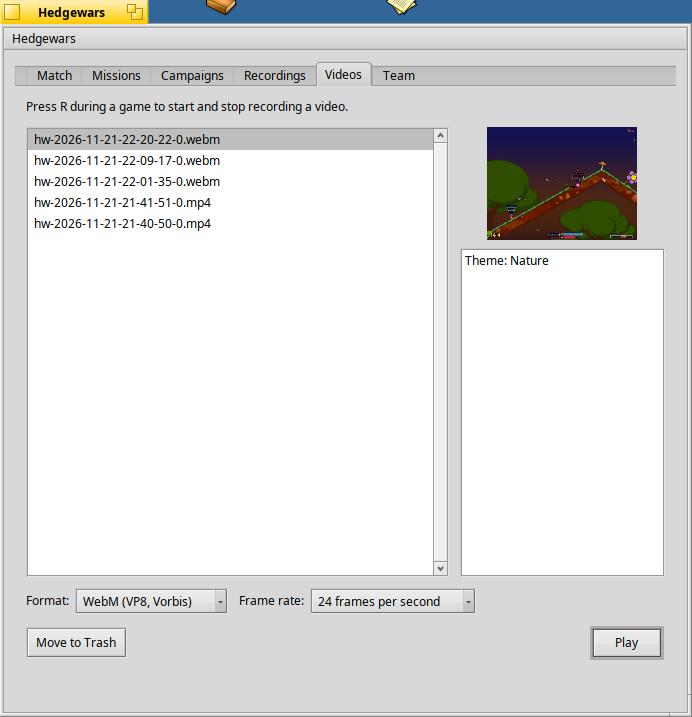 Hedgewars
Hedgewars
Match Missions Campaigns Recordings Videos Team
Press R during a game to start and stop recording a video.
hw-2026-11-21-22-20-22-0.webm
hw-2026-11-21-22-09-17-0.webm
hw-2026-11-21-22-01-35-0.webm
hw-2026-11-21-21-41-51-0.mp4
hw-2026-11-21-21-40-50-0.mp4
Theme: Nature
Format: WebM (VP8, Vorbis) Frame rate: 24 frames per second
Move to Trash Play